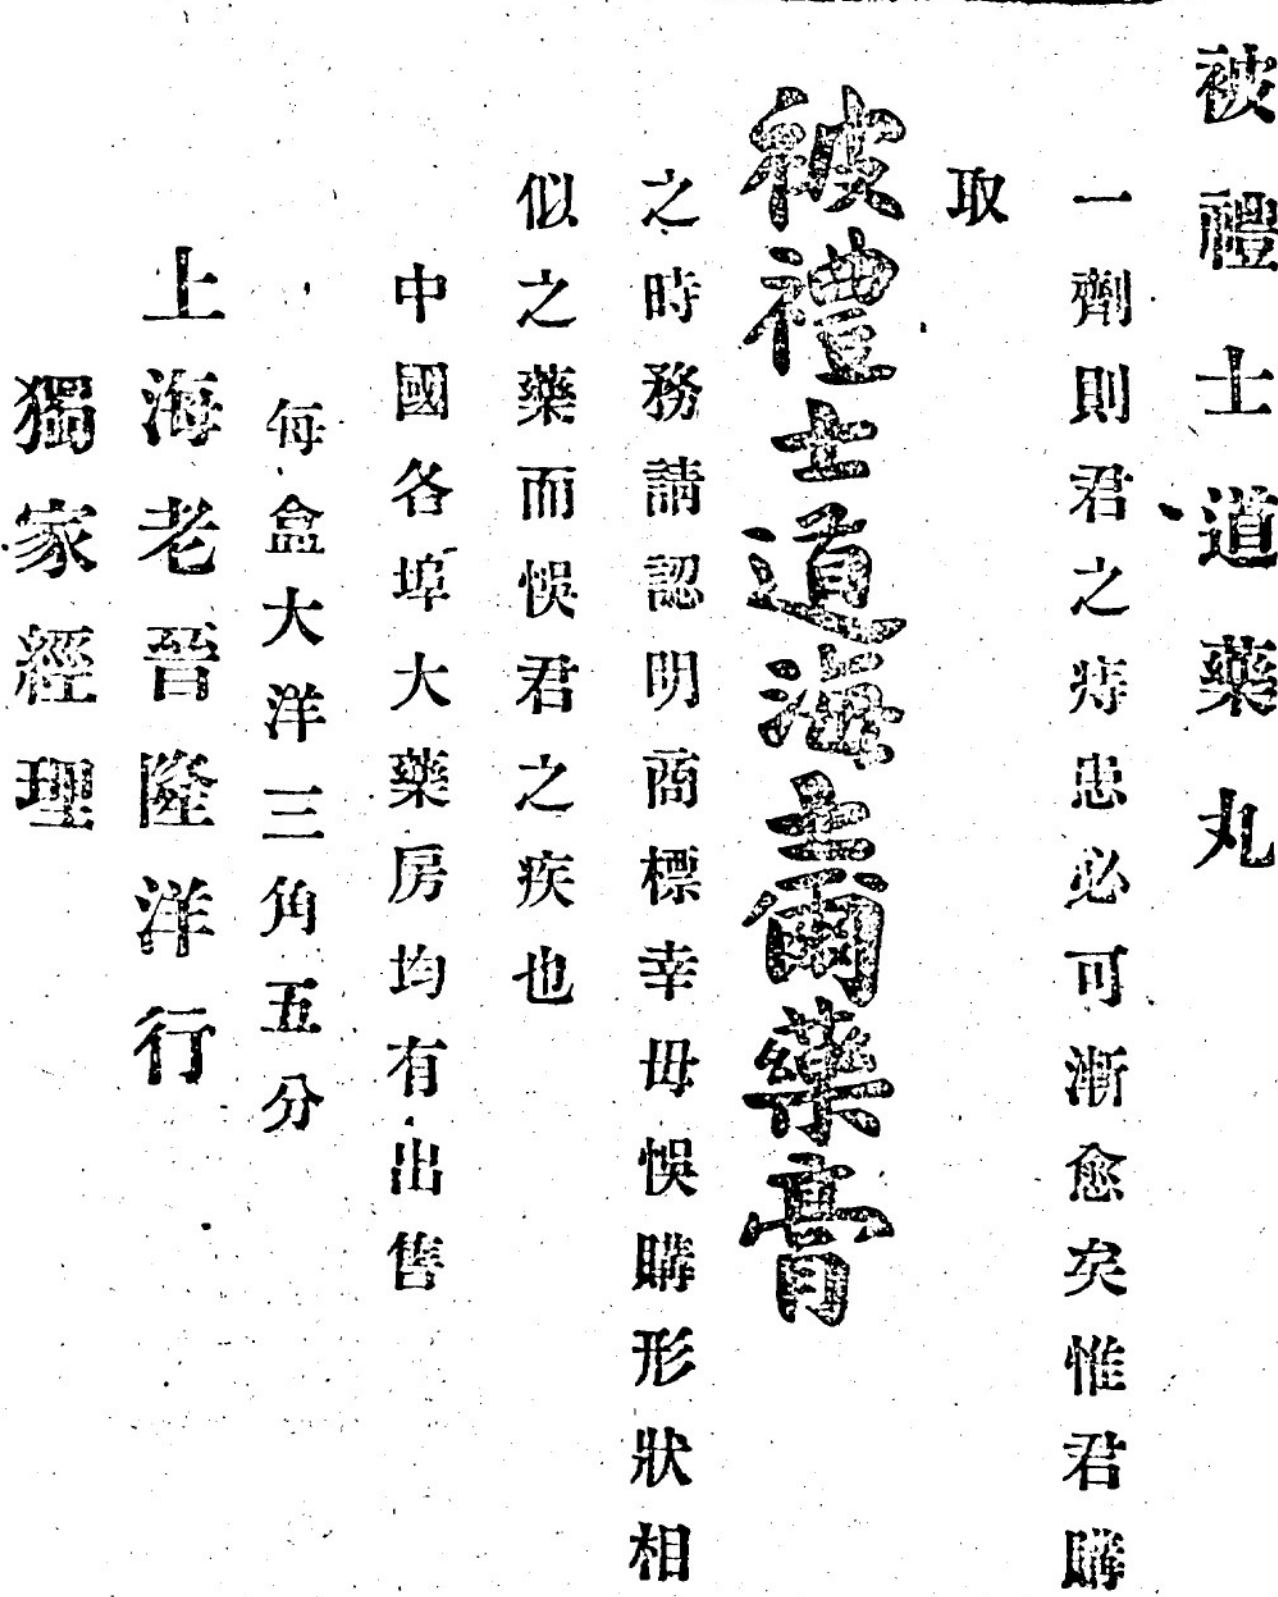 被禮士道藥丸
一劑則君之痔患必可漸愈矣惟君購
取
被禮士道海士爾藥膏
之時務請認明商標幸毋悞購形狀相
似之藥而悞君之疾也
中國各埠大藥房均有出售
每盒大洋三角五分
上海老晉隆洋行
獨家經理